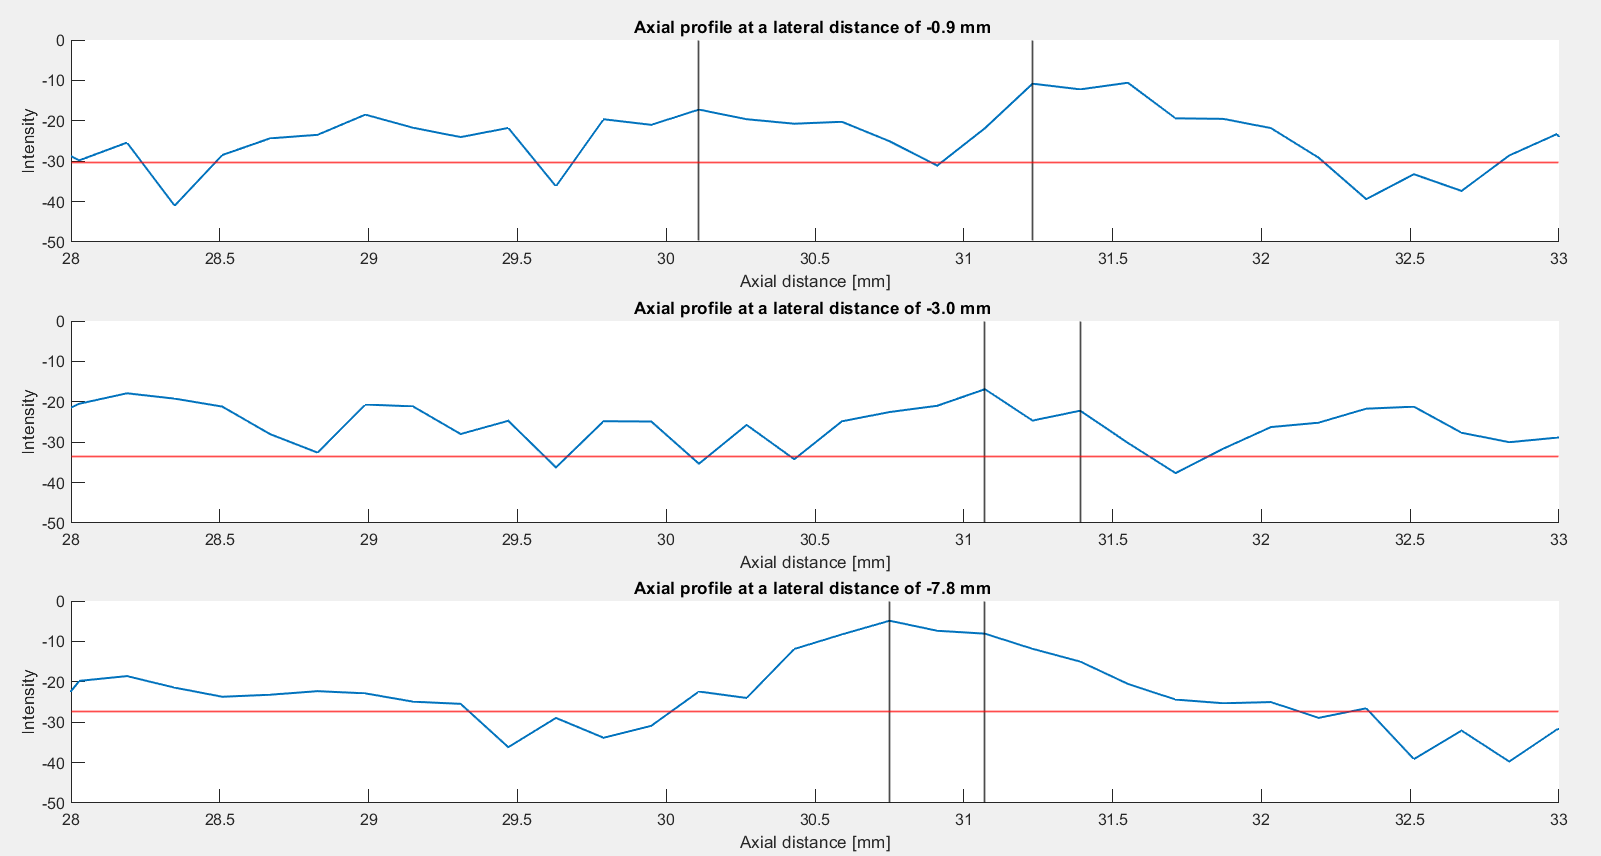 Axial profile at a lateral distance of -0.9 mm
0
-10
-20
-30
-40
-50
Intensity
28 28.5 29 29.5 30 30.5 31 31.5 32 32.5 33
Axial distance [mm]
Axial profile at a lateral distance of -3.0 mm
0
-10
-20
-30
-40
-50
Intensity
28 28.5 29 29.5 30 30.5 31 31.5 32 32.5 33
Axial distance [mm]
Axial profile at a lateral distance of -7.8 mm
0
-10
-20
-30
-40
-50
Intensity
28 28.5 29 29.5 30 30.5 31 31.5 32 32.5 33
Axial distance [mm]